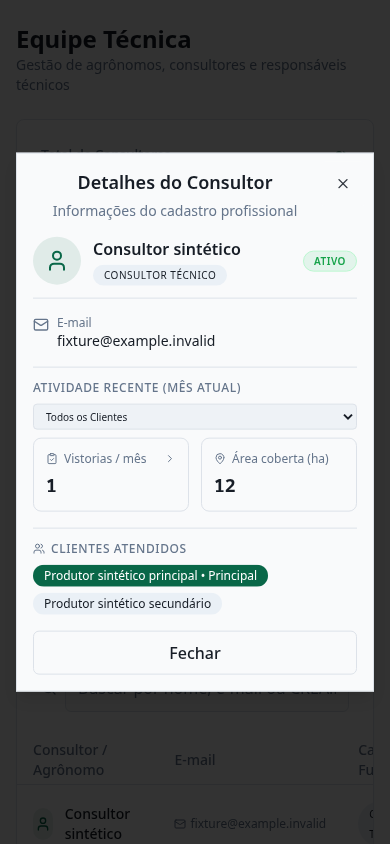 Equipe Técnica
Gestão de agrônomos, consultores e responsáveis
técnicos
Detalhes do Consultor
Informações do cadastro profissional
Consultor sintético
CONSULTOR TÉCNICO
ATIVO
E-mail
fixture@example.invalid
ATIVIDADE RECENTE (MÊS ATUAL)
Todos os Clientes
Vistorias / mês
Área coberta (ha)
1
12
CLIENTES ATENDIDOS
Produtor sintético principal • Principal
Produtor sintético secundário
Fechar
Consultor /
Agrônomo
E-mail
Ca
Fu
Consultor
sintético
fixture@example.invalid